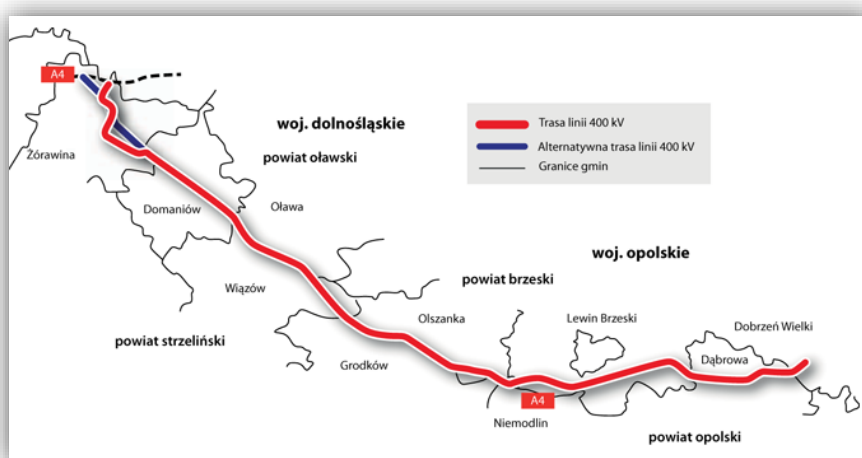 A4
woj. dolnośląskie
Trasa linii 400 kV
Alternatywna trasa linii 400 kV
Granice gmin
Żórawina
powiat oławski
Domaniów
Oława
woj. opolskie
powiat brzeski
Wiązów
Olszanka
Lewin Brzeski
Dobrzeń Wielki
powiat strzeliński
Grodków
Dąbrowa
A4
Niemodlin
powiat opolski